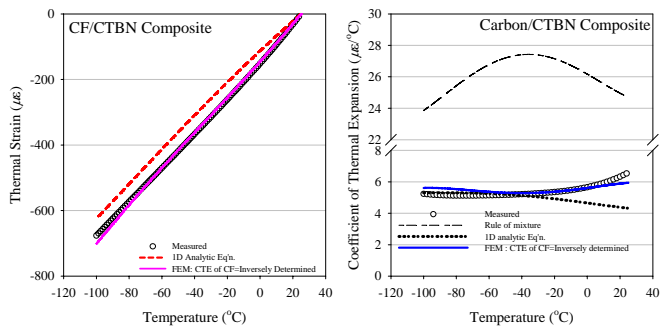 CF/CTBN Composite
0
-200
-400
-600
-800
Thermal Strain (με)
Measured
1D Analytic Eq'n.
FEM: CTE of CF=Inversely Determined
-120 -100 -80 -60 -40 -20 0 20 40
Temperature (°C)
Carbon/CTBN Composite
28
26
24
22
8
6
4
2
0
Coefficient of Thermal Expansion (με/°C)
Measured
Rule of mixture
1D analytic Eq'n.
FEM : CTE of CF=Inversely determined
-120 -100 -80 -60 -40 -20 0 20 40
Temperature (°C)